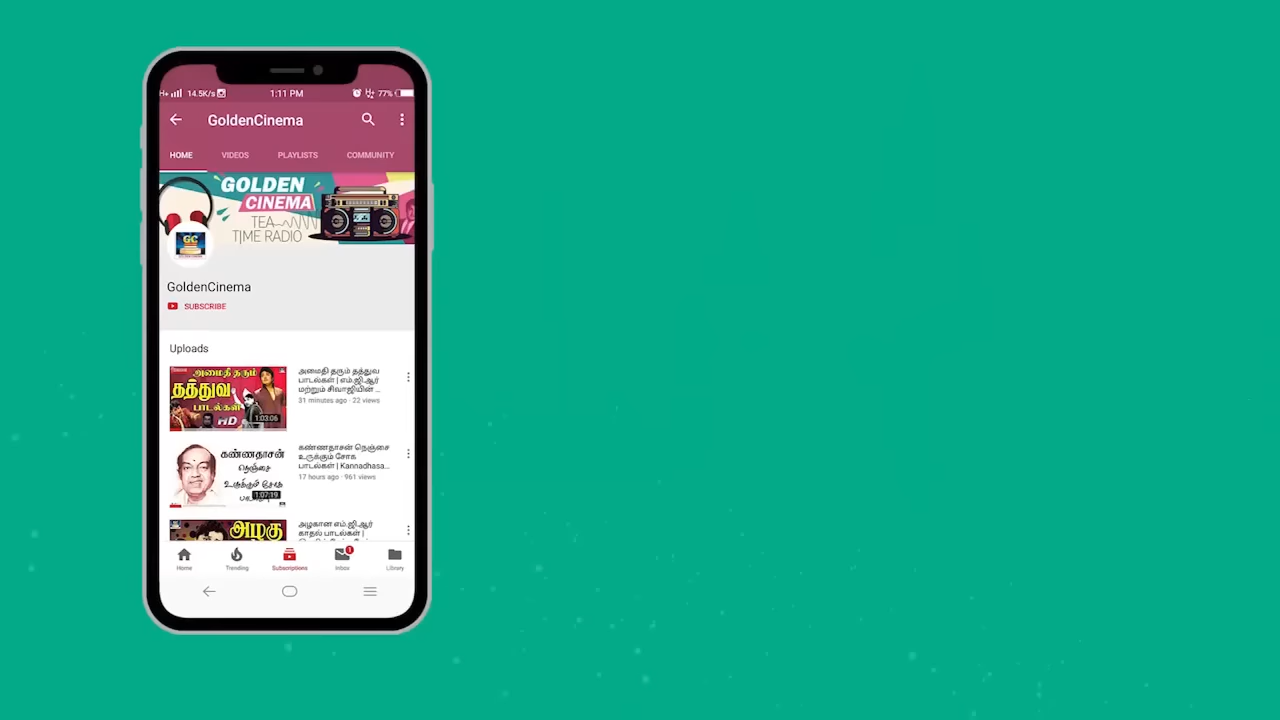 H+ 14.5K/s 1:11 PM 77%
GoldenCinema
HOME VIDEOS PLAYLISTS COMMUNITY
GOLDEN
CINEMA
TEA
TIME RADIO
GC
GoldenCinema
SUBSCRIBE
Uploads
அமைதி தரும்
தத்துவ
பாடல்கள்
HD
1:03:06
அமைதி தரும் தத்துவ
பாடல்கள் | எம்.ஜி.ஆர்
மற்றும் சிவாஜியின் ...
31 minutes ago · 22 views
கண்ணதாசன்
நெஞ்சை
உருக்கும் சோக
1:07:19
கண்ணதாசன் நெஞ்சை
உருக்கும் சோக
பாடல்கள் | Kannadhasa...
17 hours ago · 961 views
அழகு
அழகான எம்.ஜி.ஆர்
காதல் பாடல்கள் |
Home Trending Subscriptions Inbox 1 Library